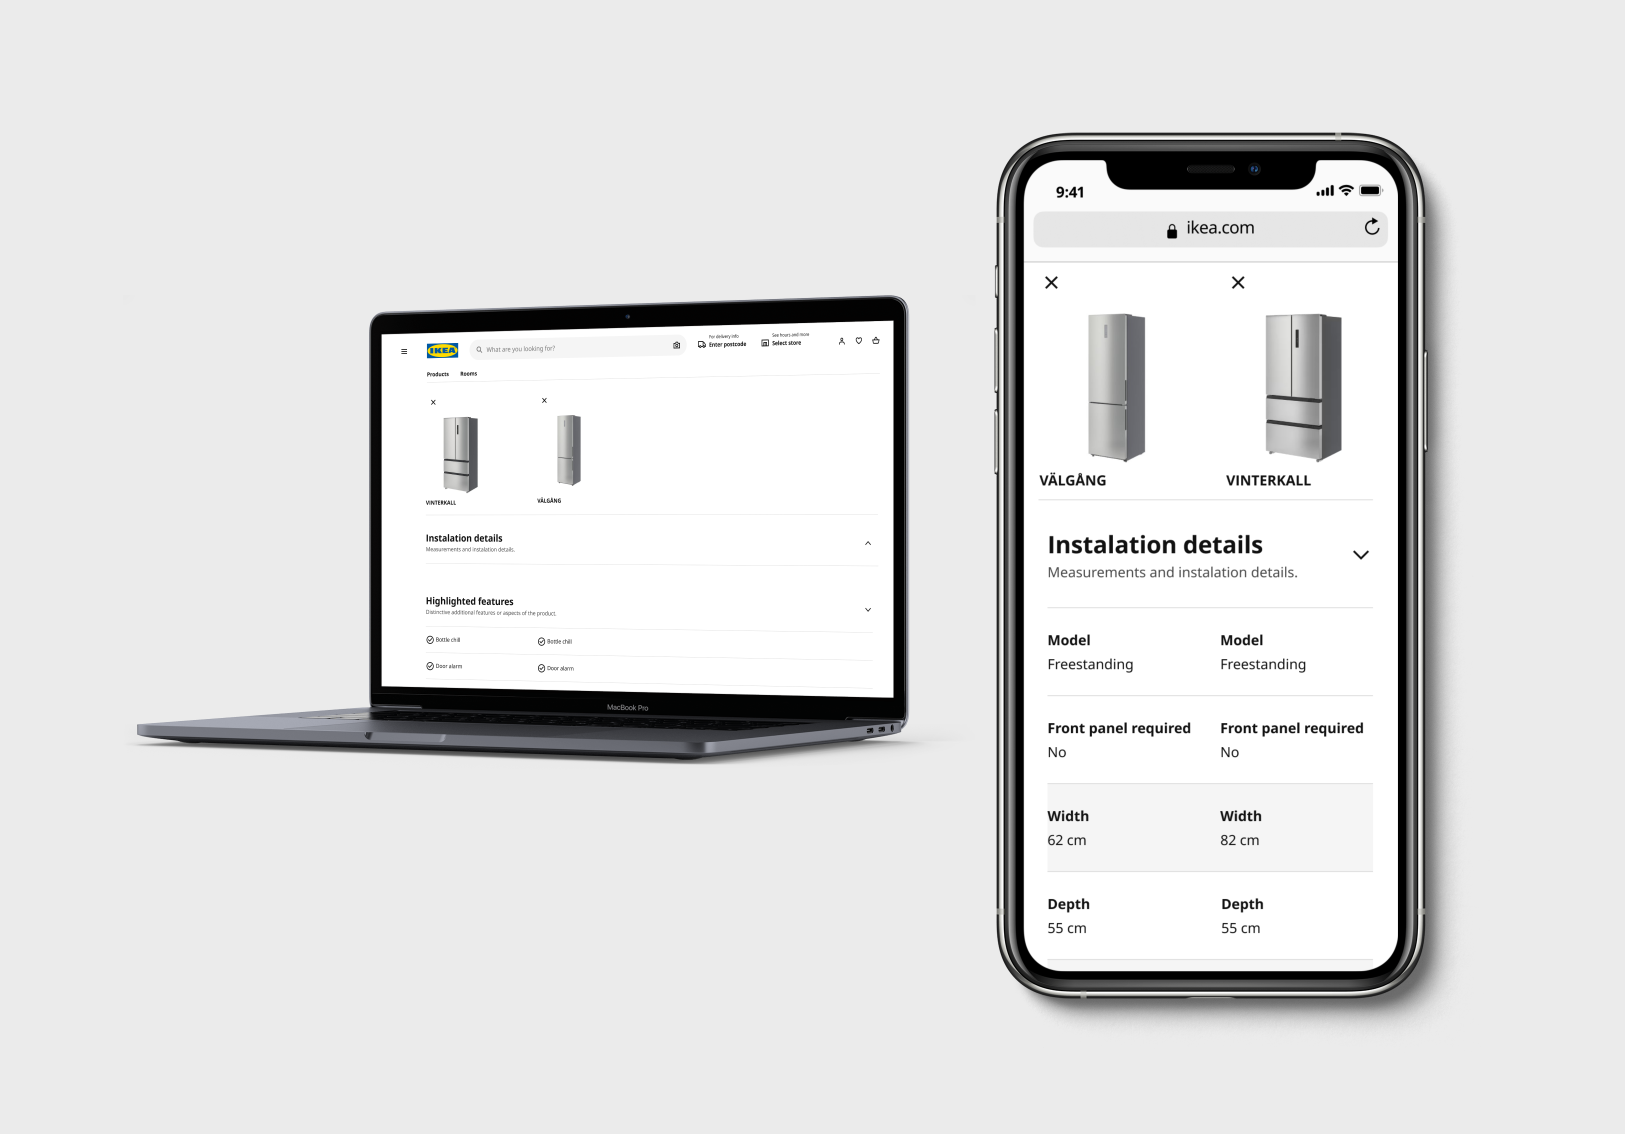 IKEA
What are you looking for?
For delivery info
Enter postcode
See hours and more
Select store
Products Rooms
VINTERKALL VÄLGÅNG
Instalation details
Measurements and instalation details.
Highlighted features
Distinctive additional features or aspects of the product.
Bottle chill Bottle chill
Door alarm Door alarm
MacBook Pro
9:41
ikea.com
VÄLGÅNG VINTERKALL
Instalation details
Measurements and instalation details.
Model Model
Freestanding Freestanding
Front panel required Front panel required
No No
Width Width
62 cm 82 cm
Depth Depth
55 cm 55 cm